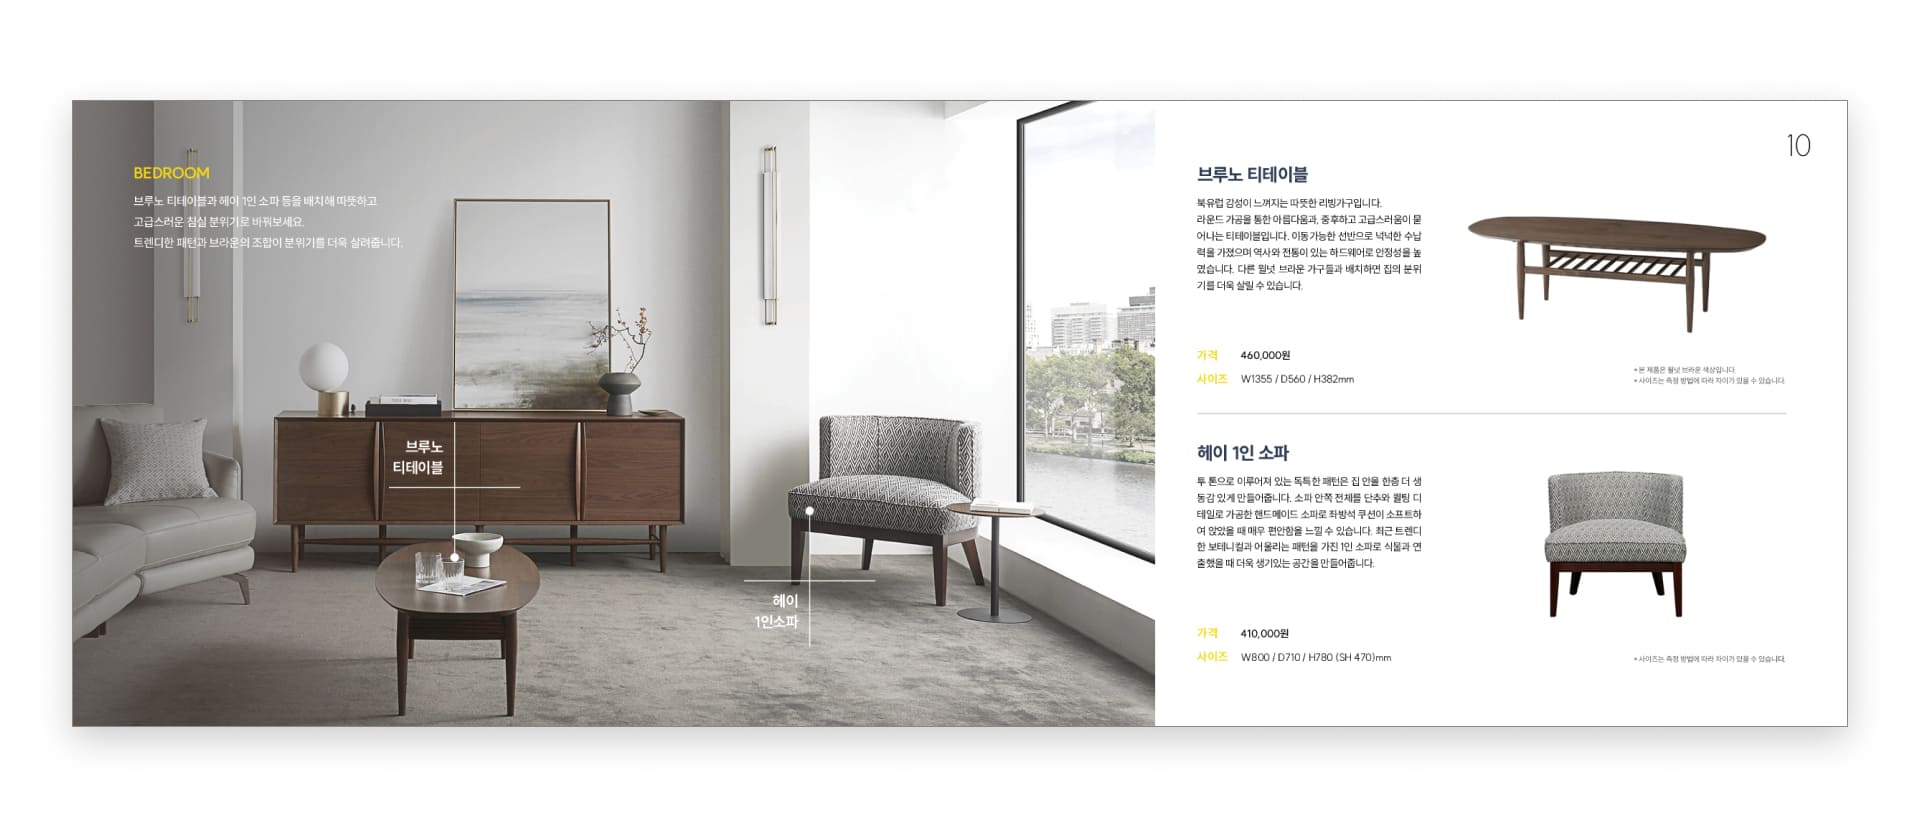 BEDROOM
브루노 티테이블과 헤이 1인 소파 등을 배치해 따뜻하고
고급스러운 침실 분위기로 바꿔보세요.
트렌디한 패턴과 브라운의 조합이 분위기를 더욱 살려줍니다.
브루노
티테이블
헤이
1인소파
10
브루노 티테이블
북유럽 감성이 느껴지는 따뜻한 리빙가구입니다.
라운드 가공을 통한 아름다움과, 중후하고 고급스러움이 묻
어나는 티테이블입니다. 이동가능한 선반으로 넉넉한 수납
력을 가졌으며 역사와 전통이 있는 하드웨어로 안정성을 높
였습니다. 다른 월넛 브라운 가구들과 배치하면 집의 분위
기를 더욱 살릴 수 있습니다.
가격 460,000원
사이즈 W1355 / D560 / H382mm
* 본 제품은 월넛 브라운 색상입니다.
* 사이즈는 측정 방법에 따라 차이가 있을 수 있습니다.
헤이 1인 소파
투 톤으로 이루어져 있는 독특한 패턴은 집 안을 한층 더 생
동감 있게 만들어줍니다. 소파 안쪽 전체를 단추와 퀼팅 디
테일로 가공한 핸드메이드 소파로 좌방석 쿠션이 소프트하
여 앉았을 때 매우 편안함을 느낄 수 있습니다. 최근 트렌디
한 보테니컬과 어울리는 패턴을 가진 1인 소파로 식물과 연
출했을 때 더욱 생기있는 공간을 만들어줍니다.
가격 410,000원
사이즈 W800 / D710 / H780 (SH 470)mm
* 사이즈는 측정 방법에 따라 차이가 있을 수 있습니다.